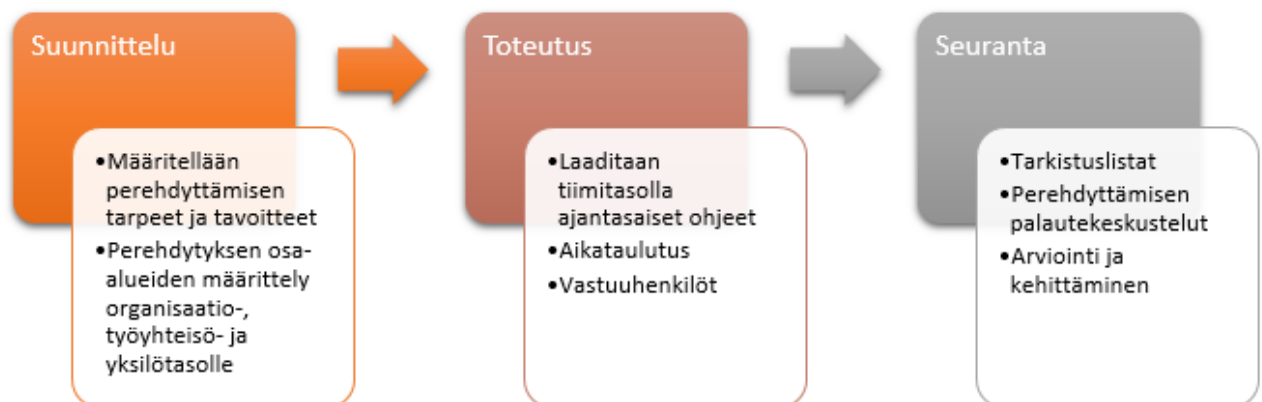 Suunnittelu
•Määritellään
perehdyttämisen
tarpeet ja tavoitteet
•Perehdytyksen osa-
alueiden määrittely
organisaatio-,
työyhteisö- ja
yksilötasolle
Toteutus
•Laaditaan
tiimitasolla
ajantasaiset ohjeet
•Aikataulutus
•Vastuuhenkilöt
Seuranta
•Tarkistuslistat
•Perehdyttämisen
palautekeskustelut
•Arviointi ja
kehittäminen